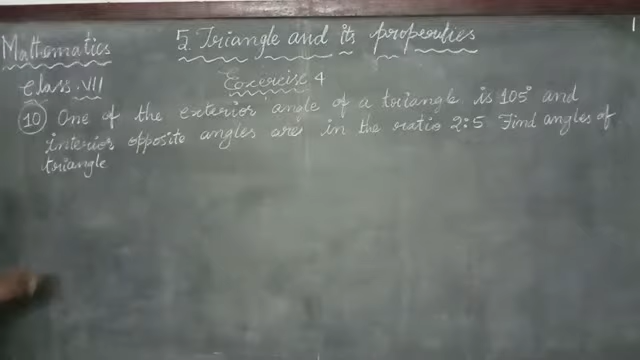 Mathematics
5. Triangle and its properties
Class. VII
Exercise 4
10 One of the exterior angle of a triangle is 105° and
interior opposite angles are in the ratio 2:5 Find angles of
triangle